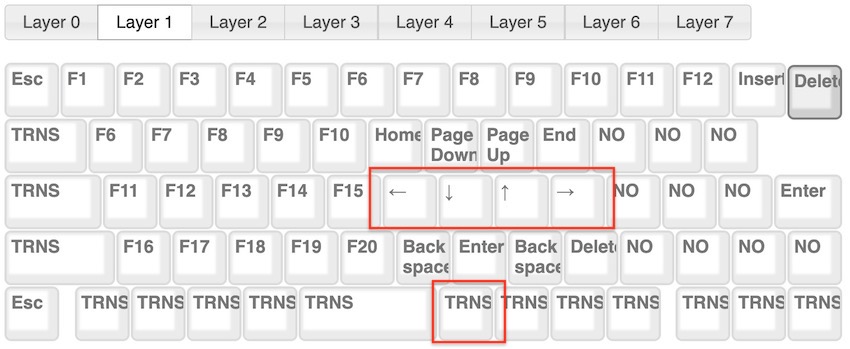 Layer 0 Layer 1 Layer 2 Layer 3 Layer 4 Layer 5 Layer 6 Layer 7
Esc F1 F2 F3 F4 F5 F6 F7 F8 F9 F10 F11 F12 Insert Delete
TRNS F6 F7 F8 F9 F10 Home Page Down Page Up End NO NO NO
TRNS F11 F12 F13 F14 F15 ← ↓ ↑ → NO NO NO Enter
TRNS F16 F17 F18 F19 F20 Back space Enter Back space Delete NO NO NO NO
Esc TRNS TRNS TRNS TRNS TRNS TRNS TRNS TRNS TRNS TRNS TRNS TRNS